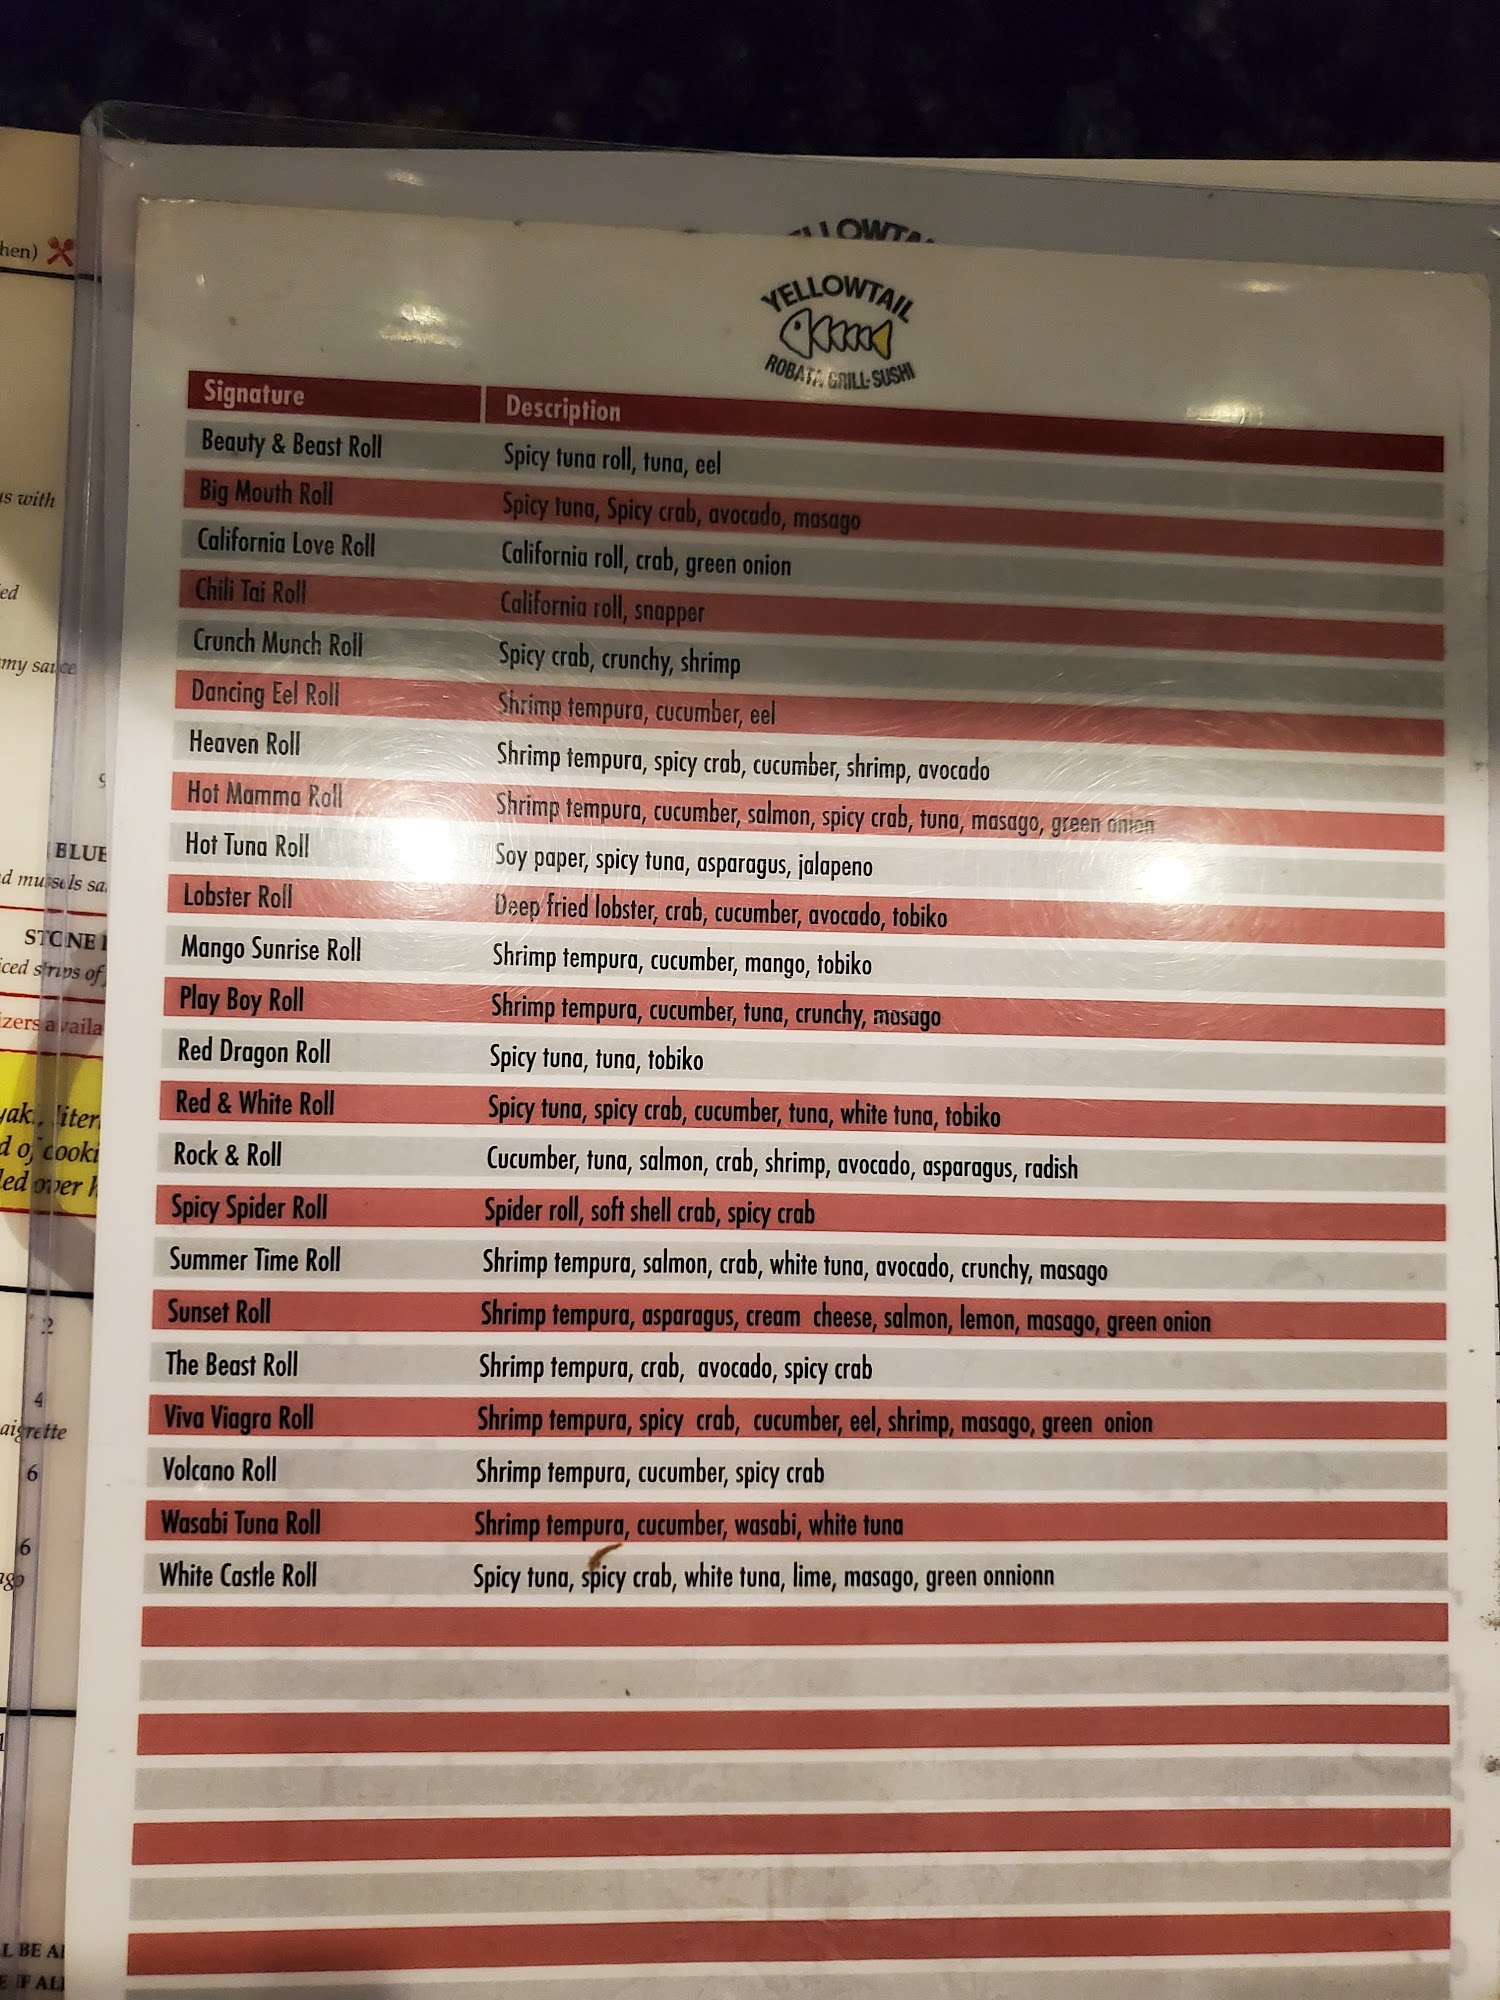 YELLOWTAIL
ROBATA GRILL-SUSHI
Signature Description
Beauty & Beast Roll Spicy tuna roll, tuna, eel
Big Mouth Roll Spicy tuna, Spicy crab, avocado, masago
California Love Roll California roll, crab, green onion
Chili Tai Roll California roll, snapper
Crunch Munch Roll Spicy crab, crunchy, shrimp
Dancing Eel Roll Shrimp tempura, cucumber, eel
Heaven Roll Shrimp tempura, spicy crab, cucumber, shrimp, avocado
Hot Mamma Roll Shrimp tempura, cucumber, salmon, spicy crab, tuna, masago, green onion
Hot Tuna Roll Soy paper, spicy tuna, asparagus, jalapeno
Lobster Roll Deep fried lobster, crab, cucumber, avocado, tobiko
Mango Sunrise Roll Shrimp tempura, cucumber, mango, tobiko
Play Boy Roll Shrimp tempura, cucumber, tuna, crunchy, masago
Red Dragon Roll Spicy tuna, tuna, tobiko
Red & White Roll Spicy tuna, spicy crab, cucumber, tuna, white tuna, tobiko
Rock & Roll Cucumber, tuna, salmon, crab, shrimp, avocado, asparagus, radish
Spicy Spider Roll Spider roll, soft shell crab, spicy crab
Summer Time Roll Shrimp tempura, salmon, crab, white tuna, avocado, crunchy, masago
Sunset Roll Shrimp tempura, asparagus, cream cheese, salmon, lemon, masago, green onion
The Beast Roll Shrimp tempura, crab, avocado, spicy crab
Viva Viagra Roll Shrimp tempura, spicy crab, cucumber, eel, shrimp, masago, green onion
Volcano Roll Shrimp tempura, cucumber, spicy crab
Wasabi Tuna Roll Shrimp tempura, cucumber, wasabi, white tuna
White Castle Roll Spicy tuna, spicy crab, white tuna, lime, masago, green onnionn
with
BLUE
STONE
of
4
6
6